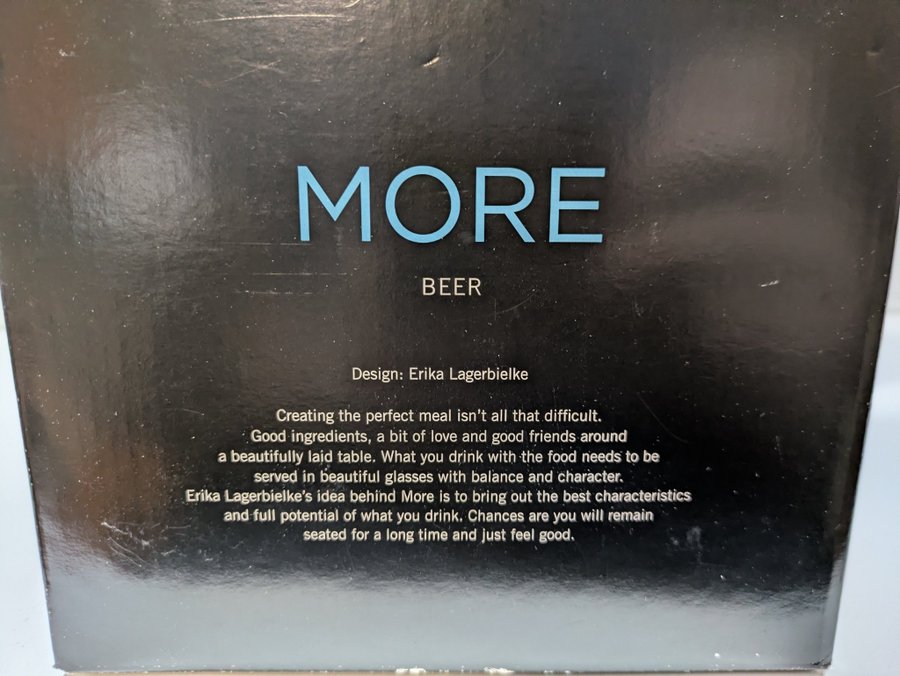 MORE
BEER
Design: Erika Lagerbielke
Creating the perfect meal isn't all that difficult.
Good ingredients, a bit of love and good friends around
a beautifully laid table. What you drink with the food needs to be
served in beautiful glasses with balance and character.
Erika Lagerbielke's idea behind More is to bring out the best characteristics
and full potential of what you drink. Chances are you will remain
seated for a long time and just feel good.